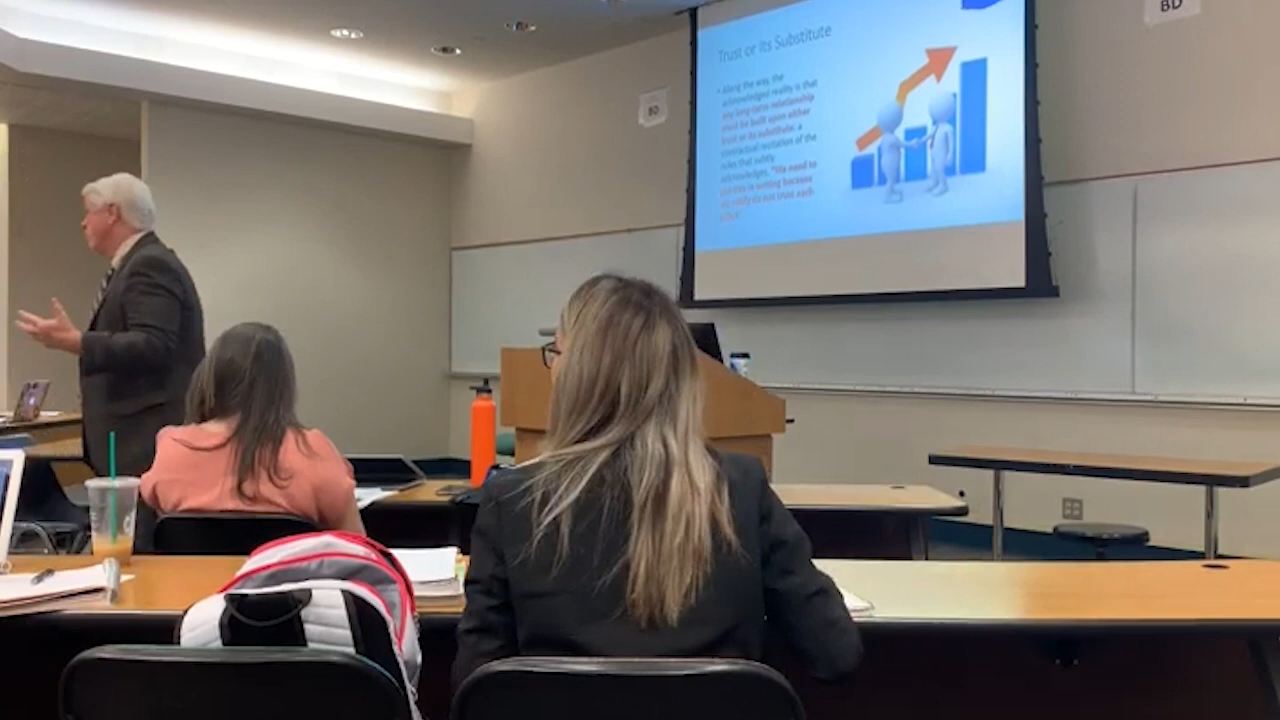 BD
Trust or Its Substitute
• Along the way, the
acknowledged reality is that
any long-term relationship
must be built upon either
trust or its substitute: a
contractual recitation of the
rules that subtly
acknowledges, "We need to
put this in writing because
we really do not trust each
other"
BD